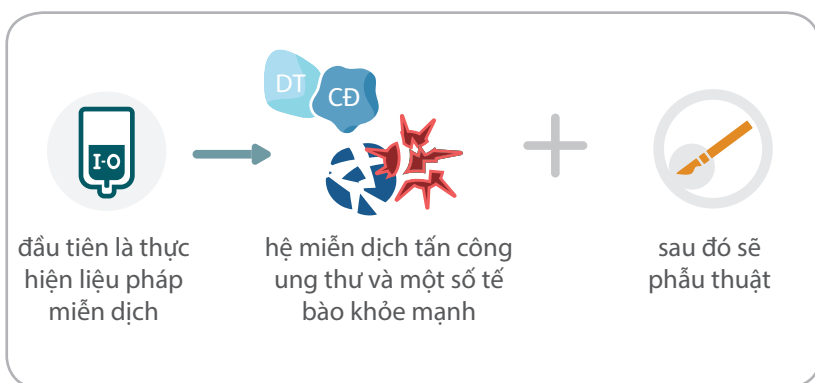 DT
CĐ
I-O
đầu tiên là thực
hiện liệu pháp
miễn dịch
hệ miễn dịch tấn công
ung thư và một số tế
bào khỏe mạnh
sau đó sẽ
phẫu thuật